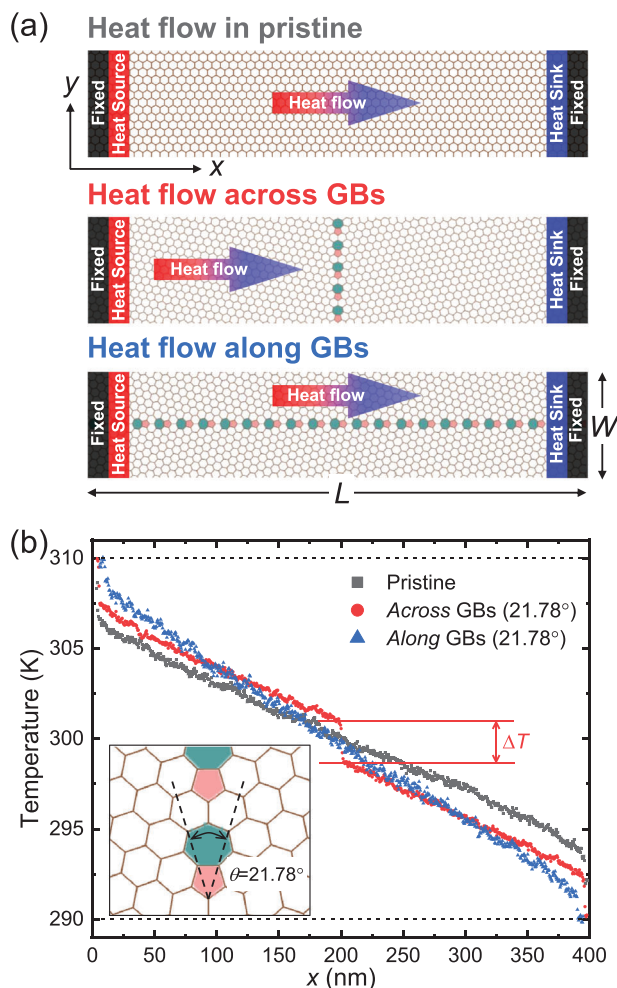 (a) Heat flow in pristine
y
x
Fixed
Heat Source
Heat flow
Heat Sink
Fixed
Heat flow across GBs
Fixed
Heat Source
Heat flow
Heat Sink
Fixed
Heat flow along GBs
Fixed
Heat Source
Heat flow
Heat Sink
Fixed
W
L
(b)
310
305
300
295
290
Temperature (K)
Pristine
Across GBs (21.78°)
Along GBs (21.78°)
ΔT
θ=21.78°
0 50 100 150 200 250 300 350 400
x (nm)